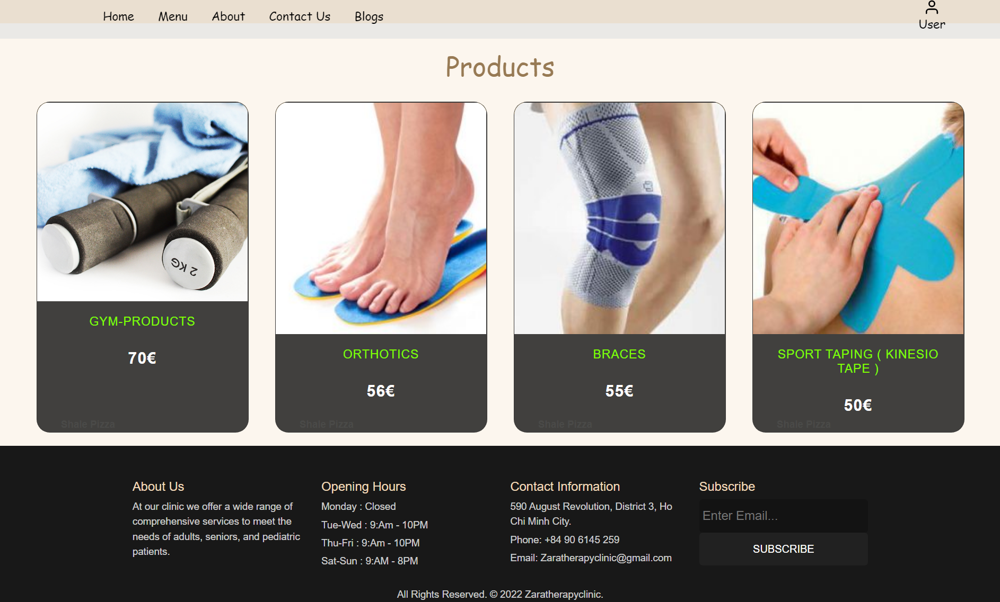 Home Menu About Contact Us Blogs
User
Products
2 KG
GYM-PRODUCTS
70€
Shale Pizza
ORTHOTICS
56€
Shale Pizza
BRACES
55€
Shale Pizza
SPORT TAPING ( KINESIO
TAPE )
50€
Shale Pizza
About Us
At our clinic we offer a wide range of
comprehensive services to meet the
needs of adults, seniors, and pediatric
patients.
Opening Hours
Monday : Closed
Tue-Wed : 9:Am - 10PM
Thu-Fri : 9:Am - 10PM
Sat-Sun : 9:AM - 8PM
Contact Information
590 August Revolution, District 3, Ho
Chi Minh City.
Phone: +84 90 6145 259
Email: Zaratherapyclinic@gmail.com
Subscribe
Enter Email...
SUBSCRIBE
All Rights Reserved. © 2022 Zaratherapyclinic.